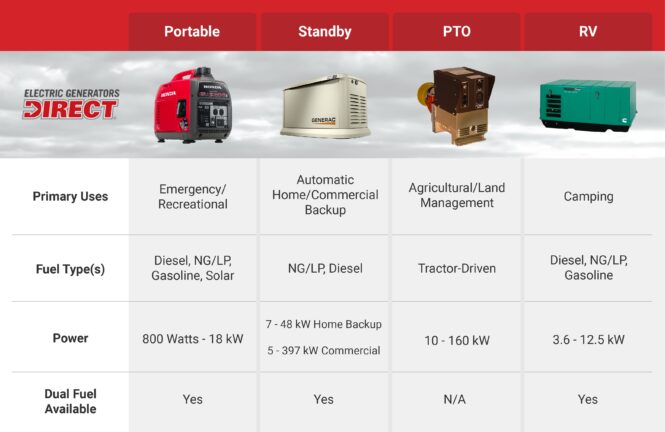 Portable Standby PTO RV
ELECTRIC GENERATORS
DIRECT
HONDA
GENERAC
Primary Uses
Emergency/
Recreational
Automatic
Home/Commercial
Backup
Agricultural/Land
Management
Camping
Fuel Type(s)
Diesel, NG/LP,
Gasoline, Solar
NG/LP, Diesel
Tractor-Driven
Diesel, NG/LP,
Gasoline
Power
800 Watts - 18 kW
7 - 48 kW Home Backup
5 - 397 kW Commercial
10 - 160 kW
3.6 - 12.5 kW
Dual Fuel
Available
Yes
Yes
N/A
Yes